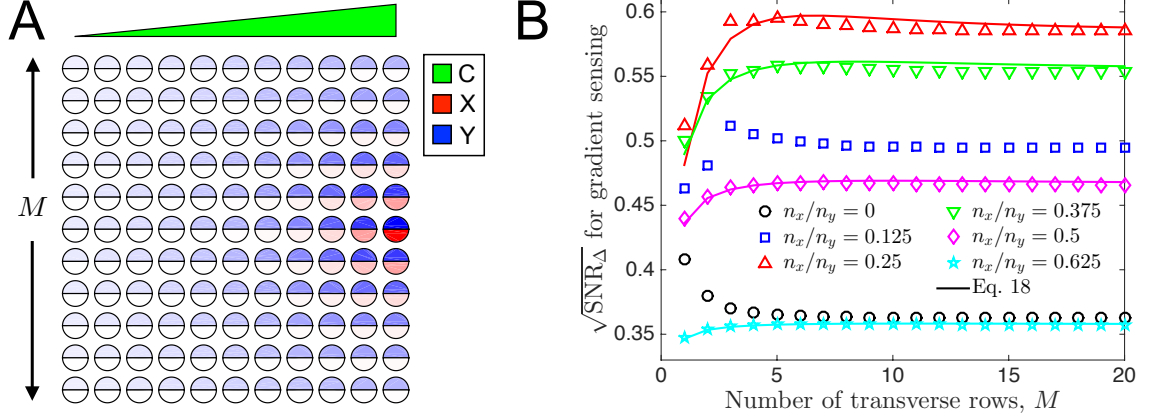 A
M
C
X
Y
B
√SNR_Δ for gradient sensing
0.6
0.55
0.5
0.45
0.4
0.35
n_x/n_y = 0
n_x/n_y = 0.125
n_x/n_y = 0.25
n_x/n_y = 0.375
n_x/n_y = 0.5
n_x/n_y = 0.625
Eq. 18
0 5 10 15 20
Number of transverse rows, M